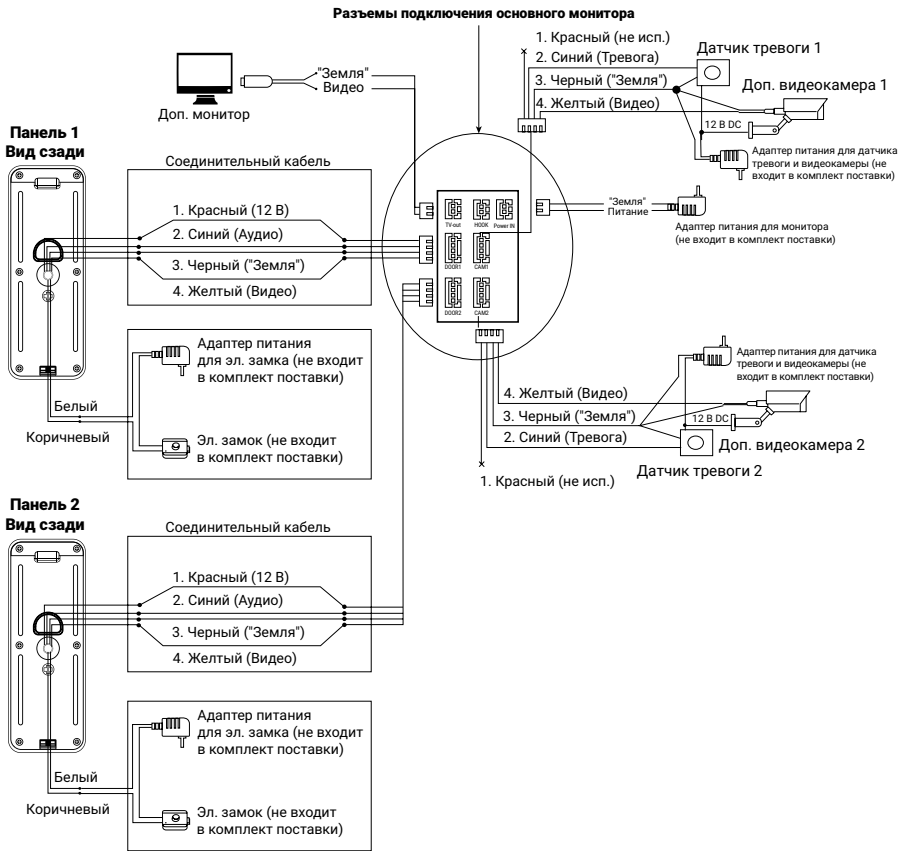 Разъемы подключения основного монитора
1. Красный (не исп.)
2. Синий (Тревога)
3. Черный ("Земля")
4. Желтый (Видео)
Датчик тревоги 1
Доп. видеокамера 1
12 В DC
Адаптер питания для датчика
тревоги и видеокамеры (не
входит в комплект поставки)
"Земля"
Видео
Доп. монитор
Панель 1
Вид сзади
Соединительный кабель
1. Красный (12 В)
2. Синий (Аудио)
3. Черный ("Земля")
4. Желтый (Видео)
TV-out
HOOK
Power IN
DOOR1
CAM1
DOOR2
CAM2
"Земля"
Питание
Адаптер питания для монитора
(не входит в комплект поставки)
Адаптер питания
для эл. замка (не входит
в комплект поставки)
Белый
Коричневый
Эл. замок (не входит
в комплект поставки)
Адаптер питания для датчика
тревоги и видеокамеры (не
входит в комплект поставки)
4. Желтый (Видео)
3. Черный ("Земля")
2. Синий (Тревога)
1. Красный (не исп.)
12 В DC
Доп. видеокамера 2
Датчик тревоги 2
Панель 2
Вид сзади
Соединительный кабель
1. Красный (12 В)
2. Синий (Аудио)
3. Черный ("Земля")
4. Желтый (Видео)
Адаптер питания
для эл. замка (не входит
в комплект поставки)
Белый
Коричневый
Эл. замок (не входит
в комплект поставки)